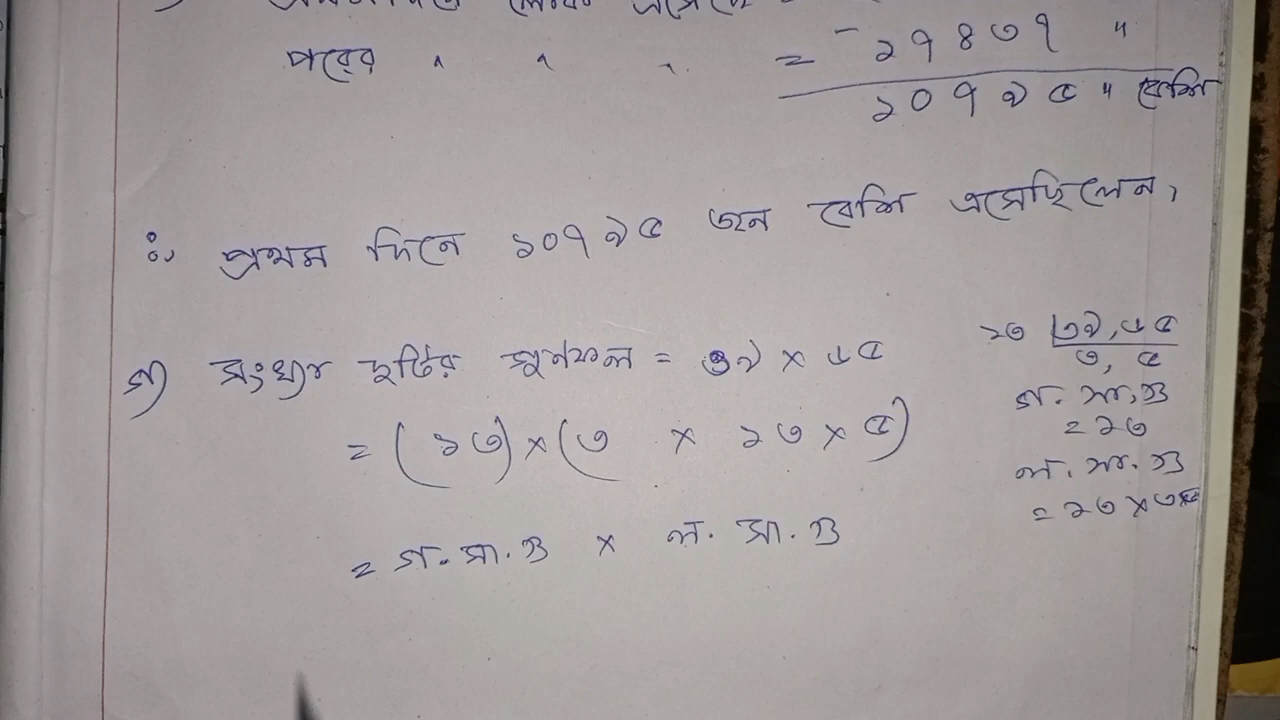 পরের " " " = - ১৭৪৩৭ "
১০৭৯৫ " বেশি
∴ প্রথম দিনে ১০৭৯৫ জন বেশি এসেছিলেন,
গ) সংখ্যা দুটির গুণফল = ৩৯ × ৬৫
= (১৩) × (৩ × ১৩ × ৫)
= গ. সা. গু × ল. সা. গু
১৩ | ৩৯, ৬৫
৩, ৫
গ. সা. গু
= ১৩
ল. সা. গু
= ১৩ × ৩ × ৫